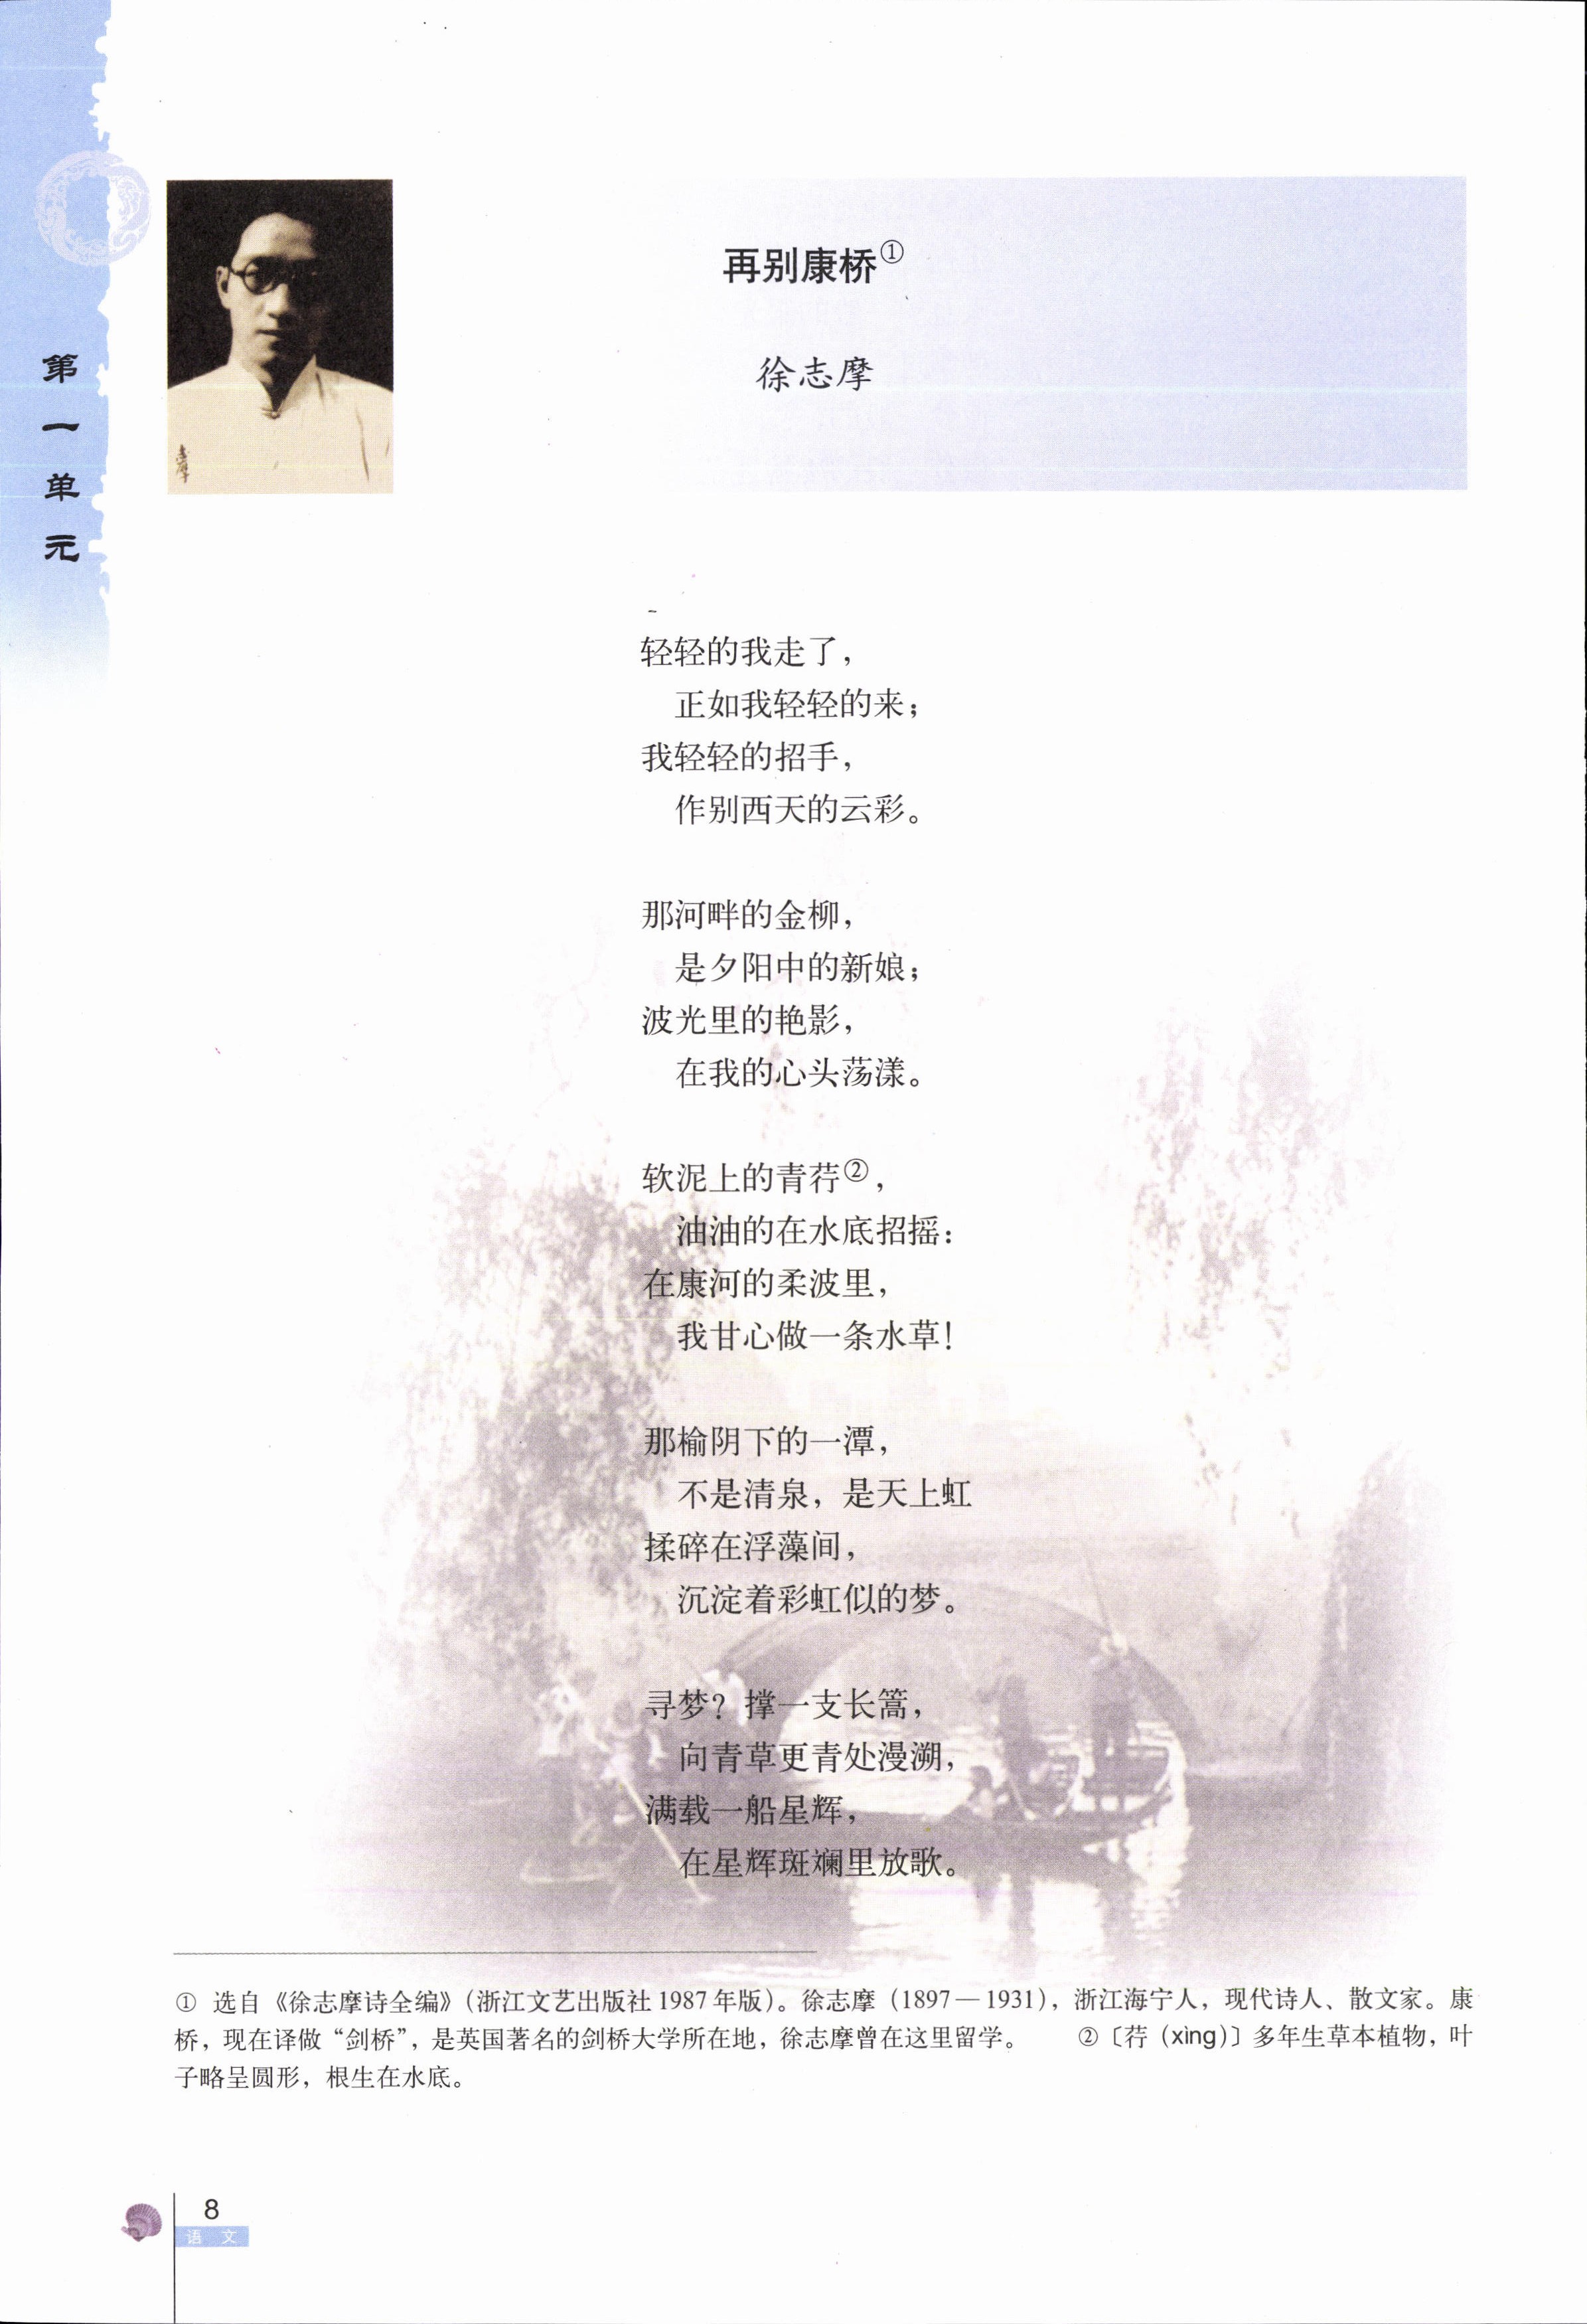 第一单元
再别康桥①
徐志摩
轻轻的我走了，
正如我轻轻的来；
我轻轻的招手，
作别西天的云彩。
那河畔的金柳，
是夕阳中的新娘；
波光里的艳影，
在我的心头荡漾。
软泥上的青荇②，
油油的在水底招摇：
在康河的柔波里，
我甘心做一条水草！
那榆阴下的一潭，
不是清泉，是天上虹
揉碎在浮藻间，
沉淀着彩虹似的梦。
寻梦？撑一支长篙，
向青草更青处漫溯，
满载一船星辉，
在星辉斑斓里放歌。
① 选自《徐志摩诗全编》（浙江文艺出版社1987年版）。徐志摩（1897—1931），浙江海宁人，现代诗人、散文家。康
桥，现在译做“剑桥”，是英国著名的剑桥大学所在地，徐志摩曾在这里留学。 ②〔荇（xìng）〕多年生草本植物，叶
子略呈圆形，根生在水底。
8
语 文